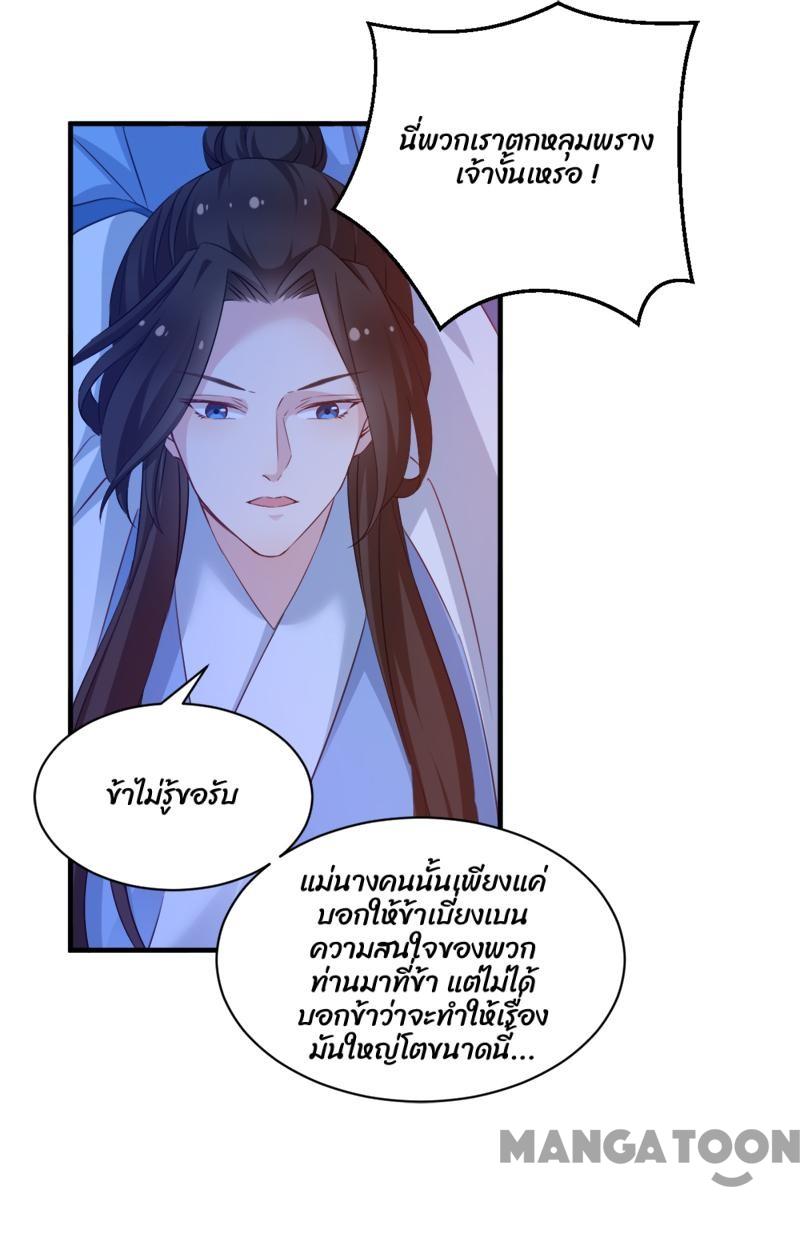 นี่พวกเราตกหลุมพราง
เจ้างั้นเหรอ !
ข้าไม่รู้ขอรับ
แม่นางคนนั้นเพียงแค่
บอกให้ข้าเบี่ยงเบน
ความสนใจของพวก
ท่านมาที่ข้า แต่ไม่ได้
บอกข้าว่าจะทำให้เรื่อง
มันใหญ่โตขนาดนี้...
MANGATOON